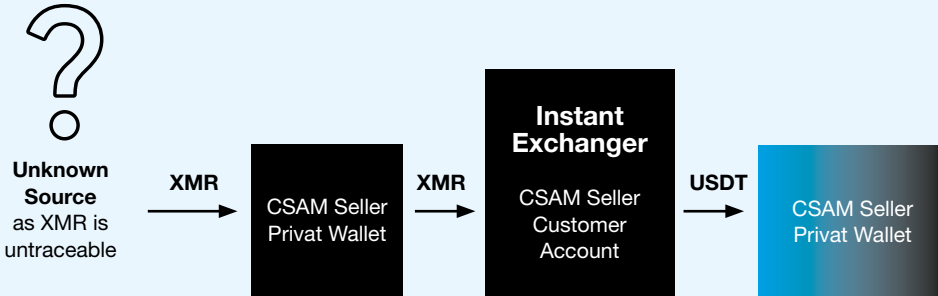 ?
Unknown
Source
as XMR is
untraceable
XMR
CSAM Seller
Privat Wallet
XMR
Instant
Exchanger
CSAM Seller
Customer
Account
USDT
CSAM Seller
Privat Wallet